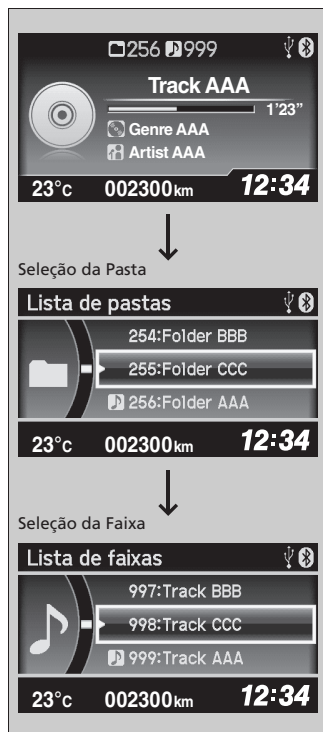 256 999
Track AAA
1'23”
Genre AAA
Artist AAA
23°c 002300km 12:34
Seleção da Pasta
Lista de pastas
254:Folder BBB
255:Folder CCC
256:Folder AAA
23°c 002300km 12:34
Seleção da Faixa
Lista de faixas
997:Track BBB
998:Track CCC
999:Track AAA
23°c 002300km 12:34